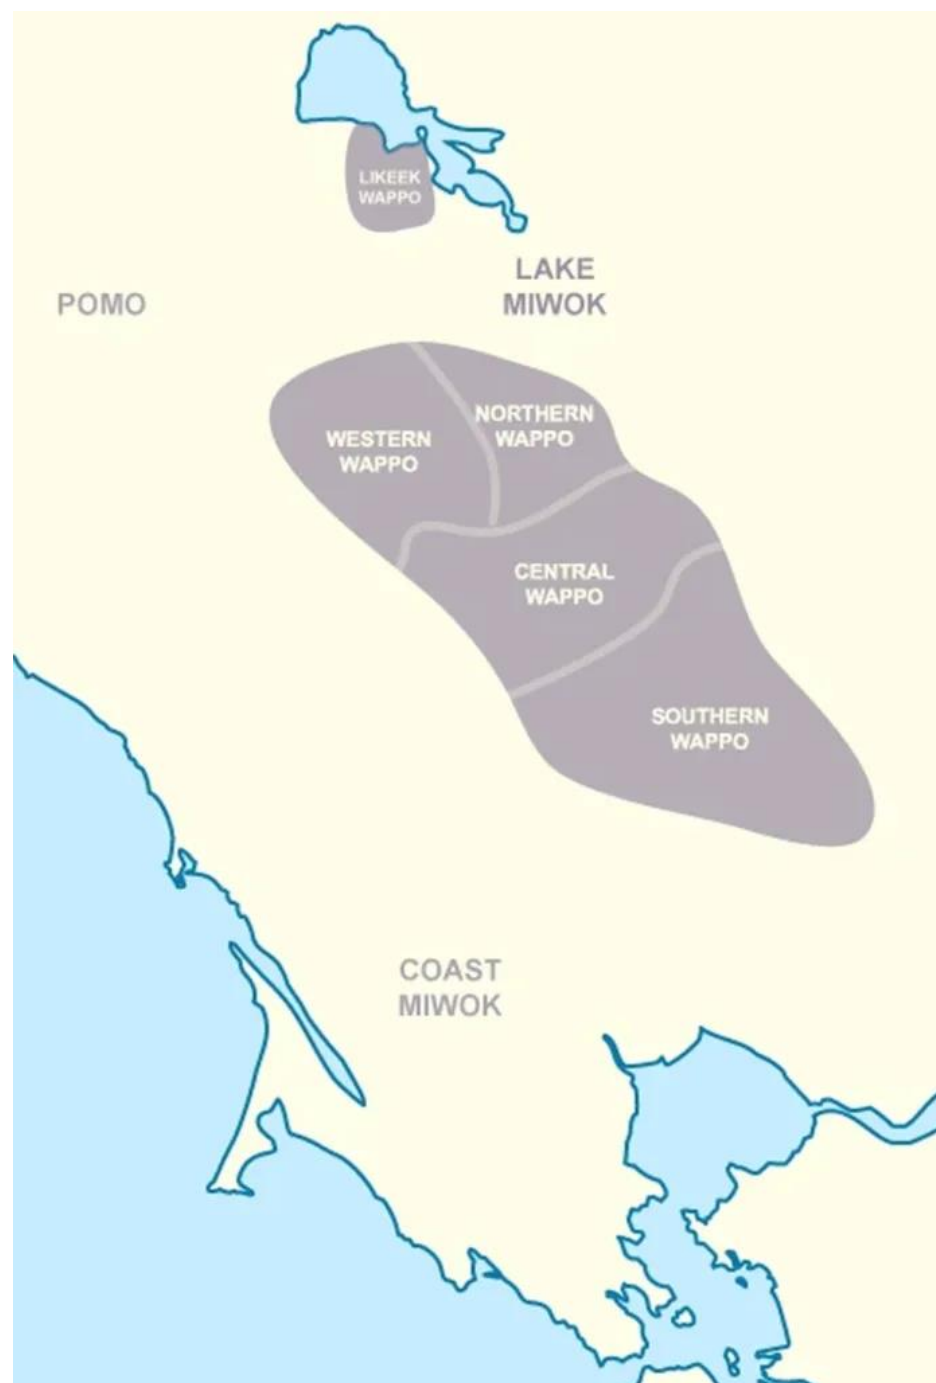 LIKEEK
WAPPO
LAKE
MIWOK
POMO
NORTHERN
WAPPO
WESTERN
WAPPO
CENTRAL
WAPPO
SOUTHERN
WAPPO
COAST
MIWOK